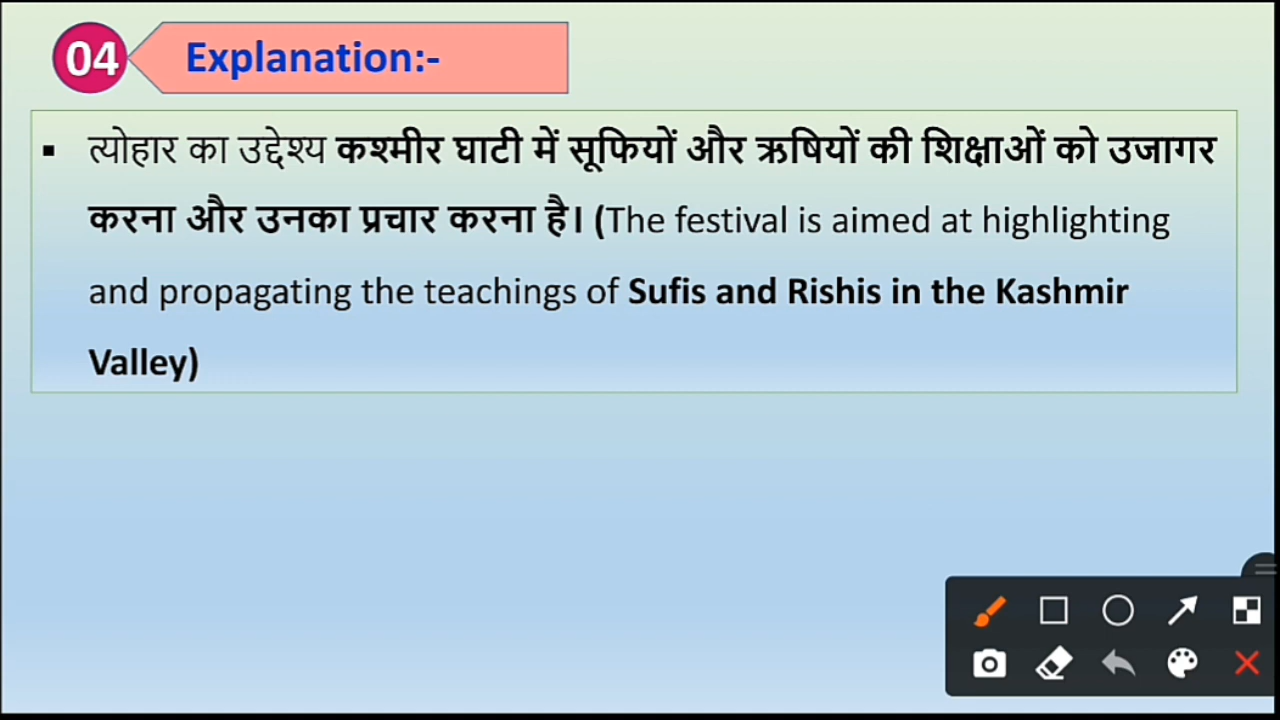 04 Explanation:-
▪ त्योहार का उद्देश्य कश्मीर घाटी में सूफियों और ऋषियों की शिक्षाओं को उजागर
करना और उनका प्रचार करना है। (The festival is aimed at highlighting
and propagating the teachings of Sufis and Rishis in the Kashmir
Valley)